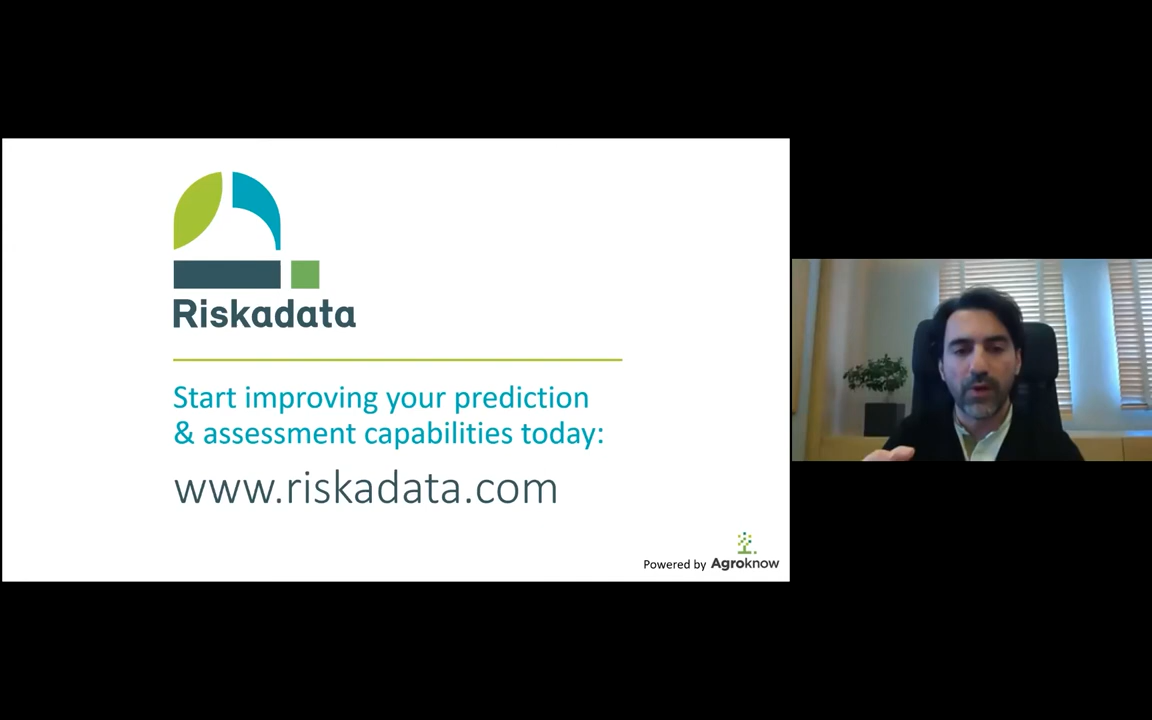 Riskadata
Start improving your prediction
& assessment capabilities today:
www.riskadata.com
Powered by Agroknow